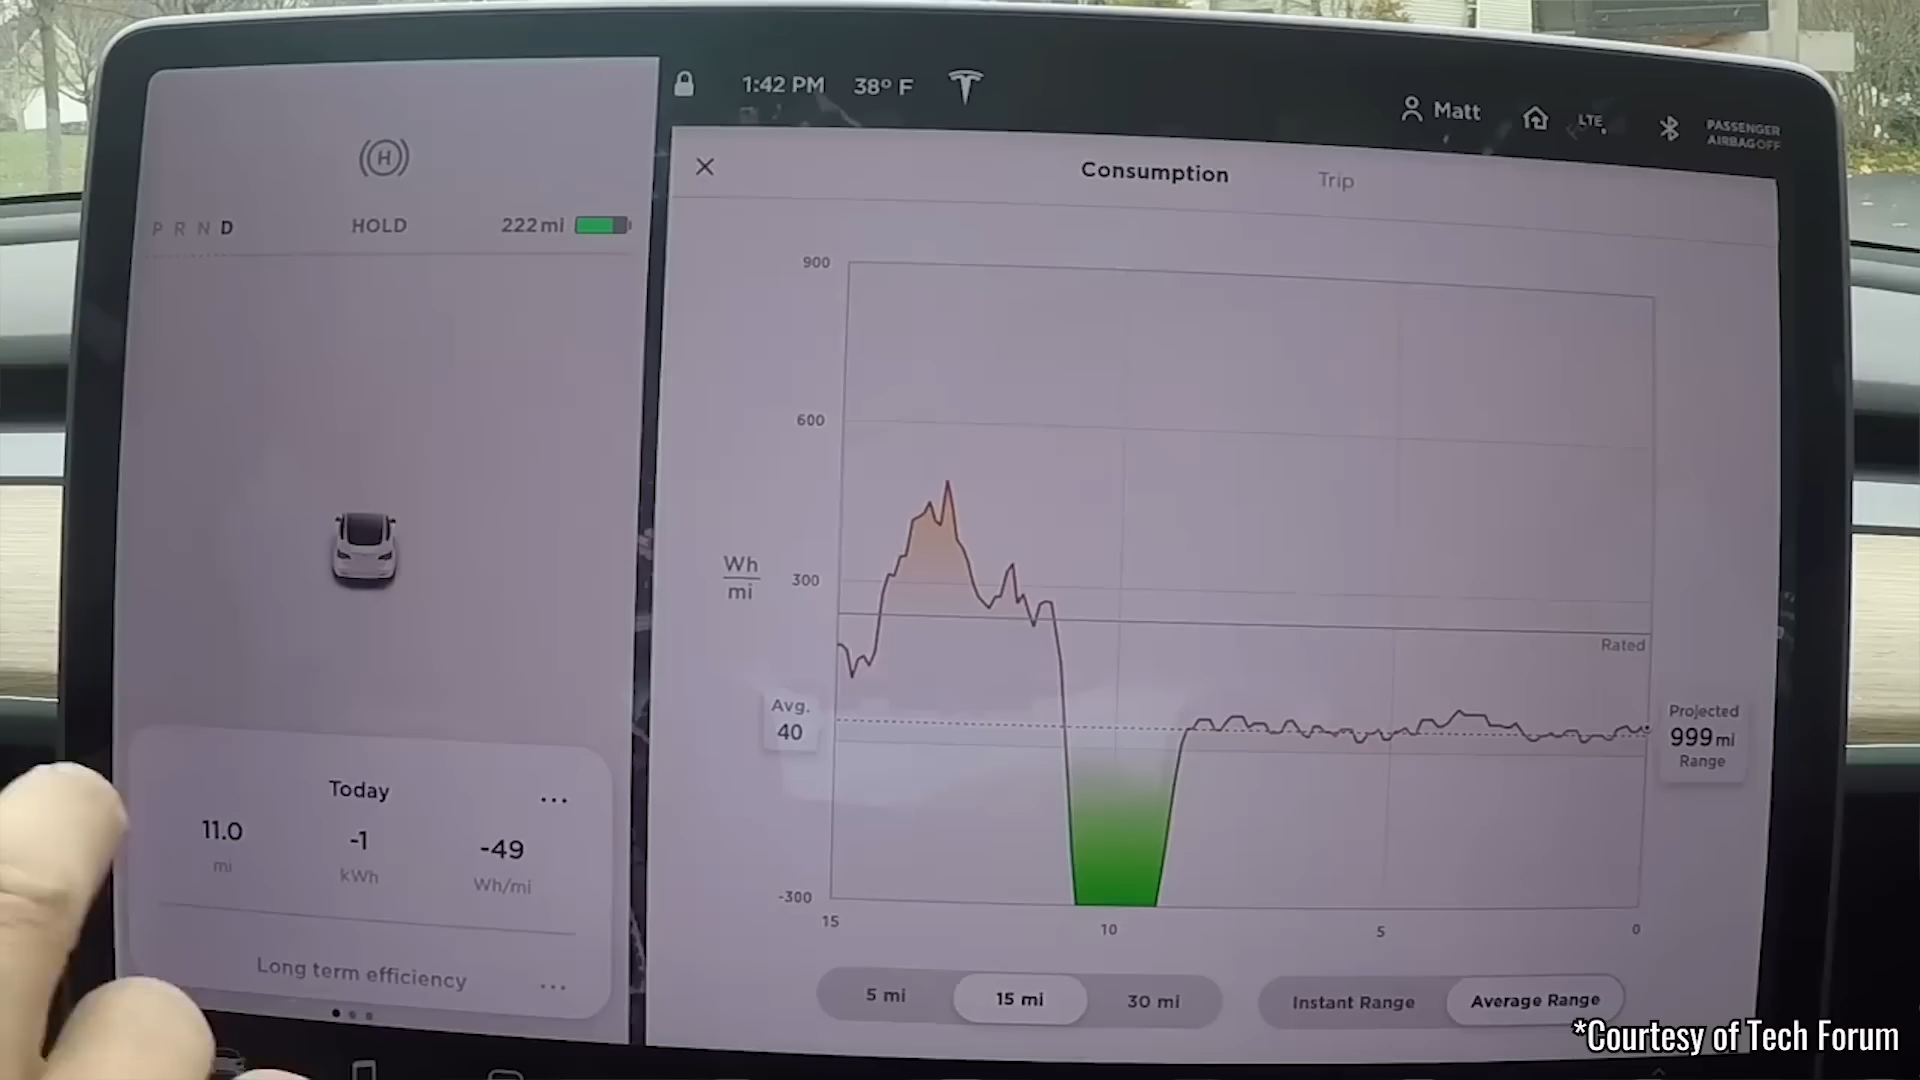 1:42 PM 38° F
Matt
LTE
PASSENGER
AIRBAG OFF
H
P R N D
HOLD
222 mi
Consumption
Trip
900
600
Wh
mi
300
Rated
Avg.
40
Projected
999 mi
Range
-300
15
10
5
0
Today
...
11.0
-1
-49
mi
kWh
Wh/mi
Long term efficiency
...
5 mi
15 mi
30 mi
Instant Range
Average Range
*Courtesy of Tech Forum